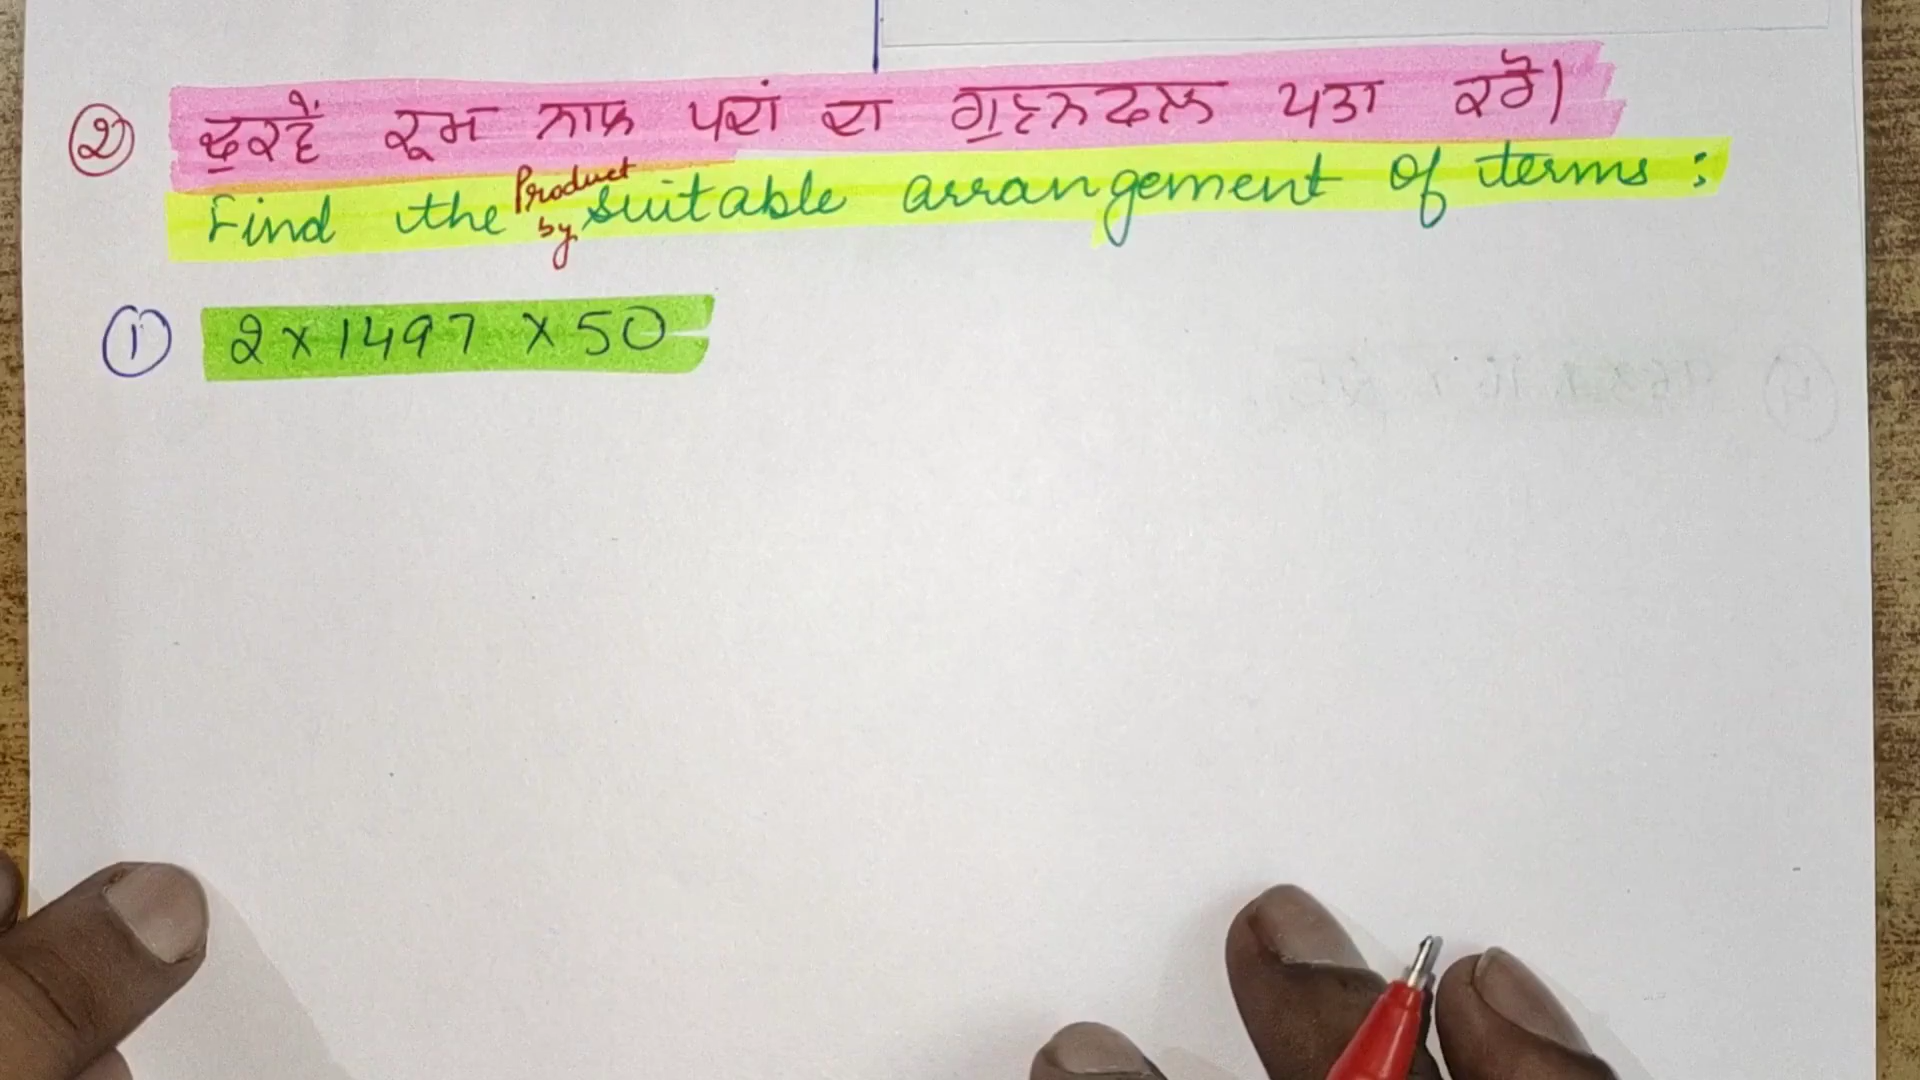 ② ਢੁਕਵੇਂ ਕ੍ਰਮ ਨਾਲ ਪਦਾਂ ਦਾ ਗੁਣਨਫਲ ਪਤਾ ਕਰੋ।
Find the Product by suitable arrangement of terms :
① 2 x 1497 x 50